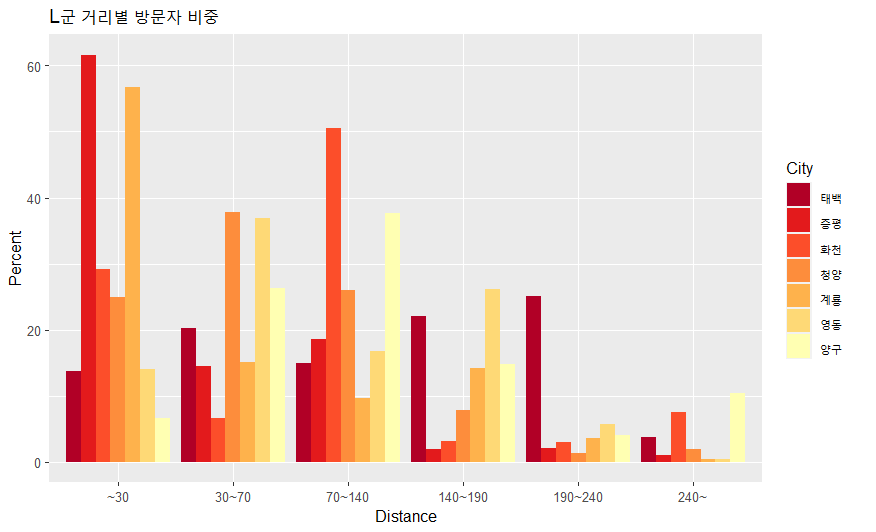 L군 거리별 방문자 비중
Percent
60
40
20
0
~30
30~70
70~140
140~190
190~240
240~
Distance
City
태백
증평
화천
청양
계룡
영동
양구